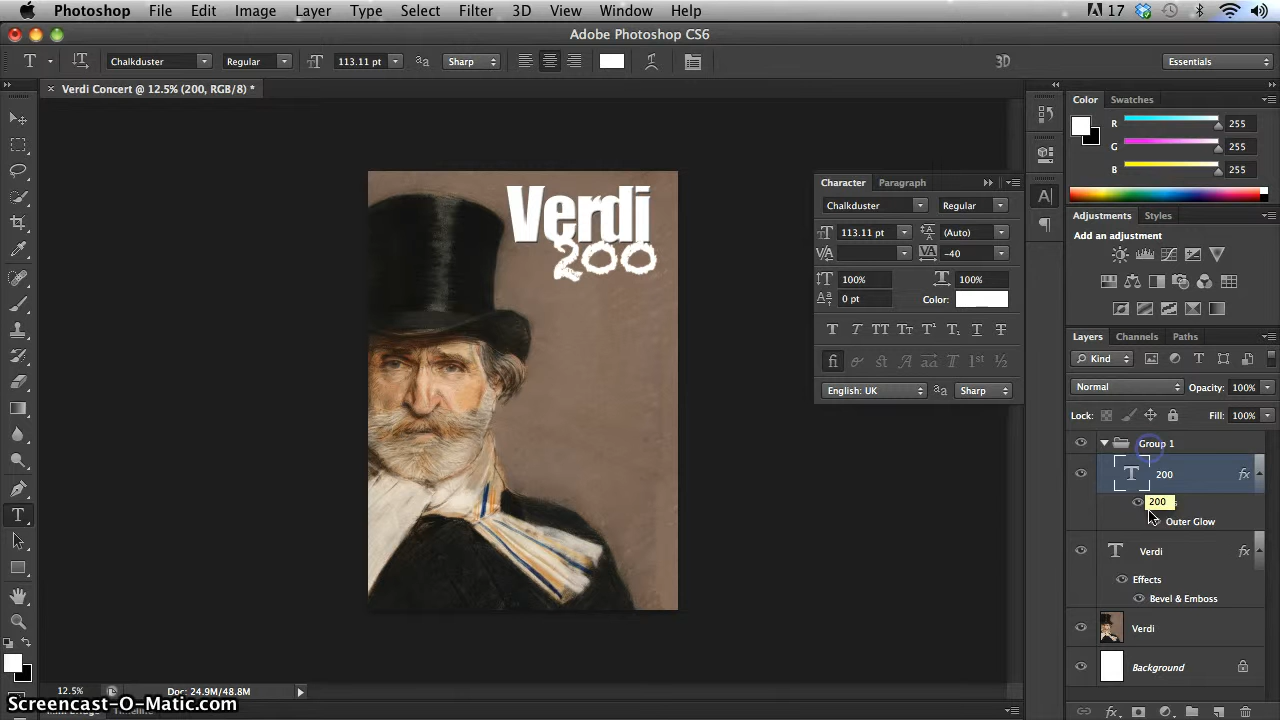 Photoshop File Edit Image Layer Type Select Filter 3D View Window Help 17
Adobe Photoshop CS6
T Chalkduster Regular 113.11 pt Sharp 3D Essentials
× Verdi Concert @ 12.5% (200, RGB/8) *
Color Swatches
R 255
G 255
B 255
Character Paragraph
Chalkduster Regular
113.11 pt (Auto)
-40
100% 100%
0 pt Color:
English: UK Sharp
Adjustments Styles
Add an adjustment
Layers Channels Paths
Kind
Normal Opacity: 100%
Lock: Fill: 100%
Group 1
T 200 fx
200
Outer Glow
T Verdi fx
Effects
Bevel & Emboss
Verdi
Background
Verdi
200
12.5% Doc: 24.9M/48.8M
Screencast-O-Matic.com